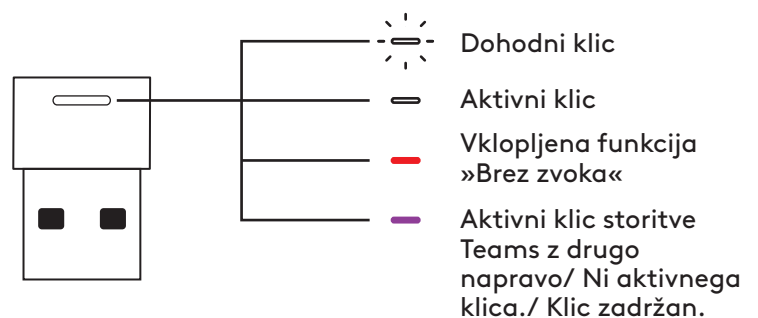 Dohodni klic
Aktivni klic
Vklopljena funkcija
»Brez zvoka«
Aktivni klic storitve
Teams z drugo
napravo/ Ni aktivnega
klica./ Klic zadržan.